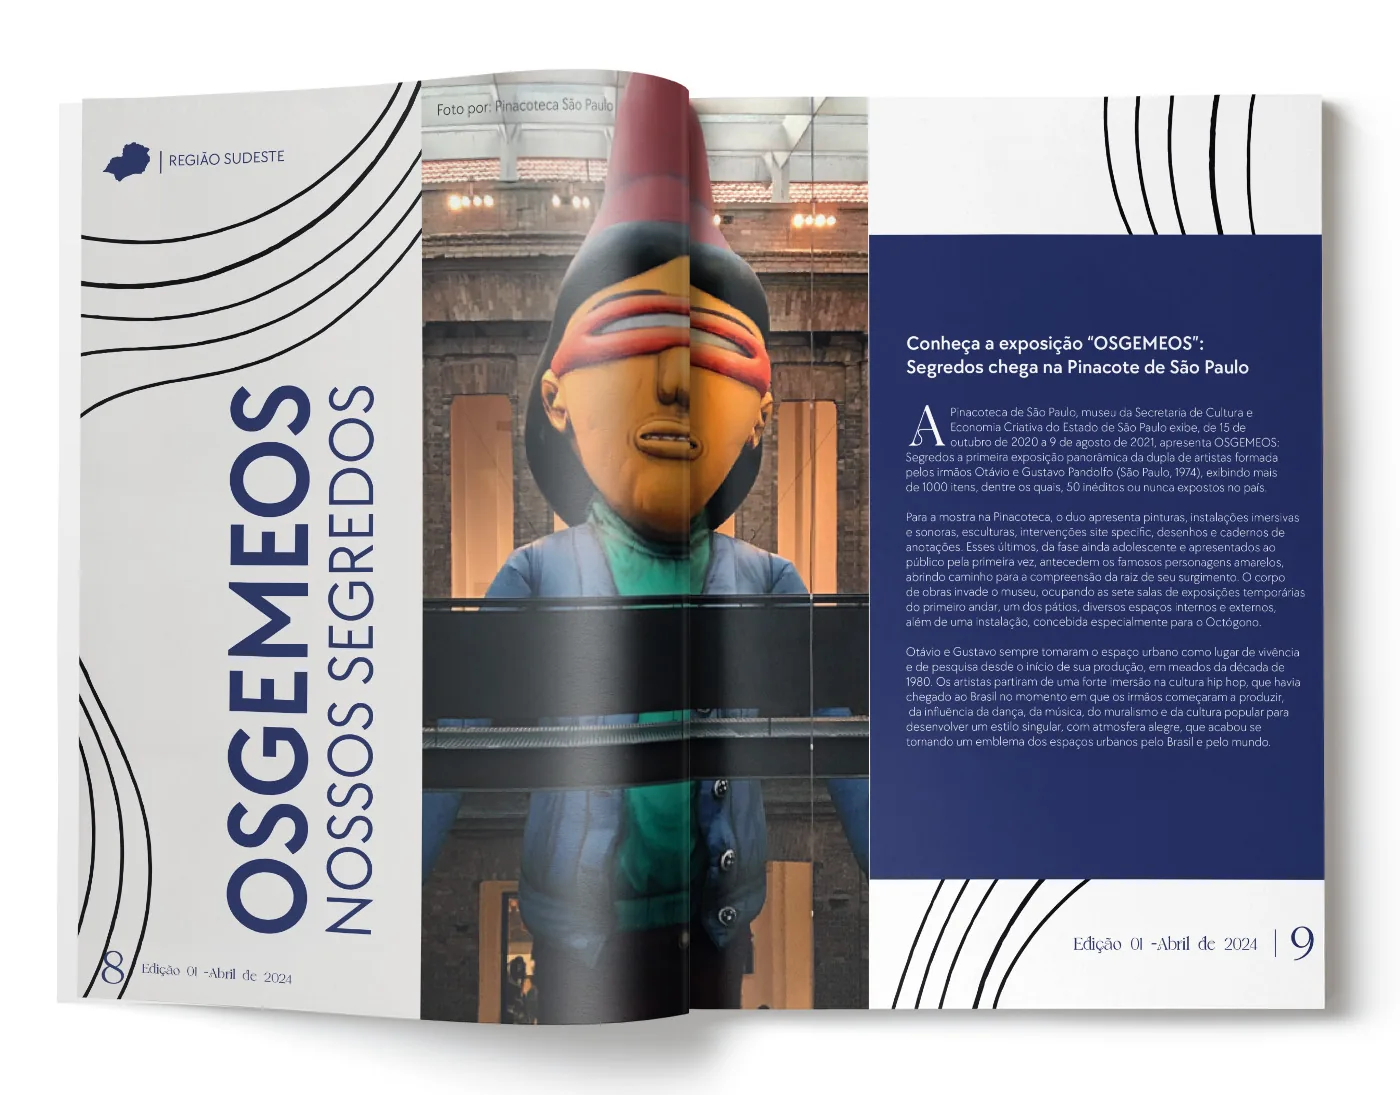 REGIÃO SUDESTE
OSGEMEOS
NOSSOS SEGREDOS
8 Edição 01 -Abril de 2024
Foto por: Pinacoteca São Paulo
Conheça a exposição “OSGEMEOS”:
Segredos chega na Pinacote de São Paulo
A Pinacoteca de São Paulo, museu da Secretaria de Cultura e
Economia Criativa do Estado de São Paulo exibe, de 15 de
outubro de 2020 a 9 de agosto de 2021, apresenta OSGEMEOS:
Segredos a primeira exposição panorâmica da dupla de artistas formada
pelos irmãos Otávio e Gustavo Pandolfo (São Paulo, 1974), exibindo mais
de 1000 itens, dentre os quais, 50 inéditos ou nunca expostos no país.
Para a mostra na Pinacoteca, o duo apresenta pinturas, instalações imersivas
e sonoras, esculturas, intervenções site specific, desenhos e cadernos de
anotações. Esses últimos, da fase ainda adolescente e apresentados ao
público pela primeira vez, antecedem os famosos personagens amarelos,
abrindo caminho para a compreensão da raiz de seu surgimento. O corpo
de obras invade o museu, ocupando as sete salas de exposições temporárias
do primeiro andar, um dos pátios, diversos espaços internos e externos,
além de uma instalação, concebida especialmente para o Octógono.
Otávio e Gustavo sempre tomaram o espaço urbano como lugar de vivência
e de pesquisa desde o início de sua produção, em meados da década de
1980. Os artistas partiram de uma forte imersão na cultura hip hop, que havia
chegado ao Brasil no momento em que os irmãos começaram a produzir,
da influência da dança, da música, do muralismo e da cultura popular para
desenvolver um estilo singular, com atmosfera alegre, que acabou se
tornando um emblema dos espaços urbanos pelo Brasil e pelo mundo.
Edição 01 -Abril de 2024 | 9